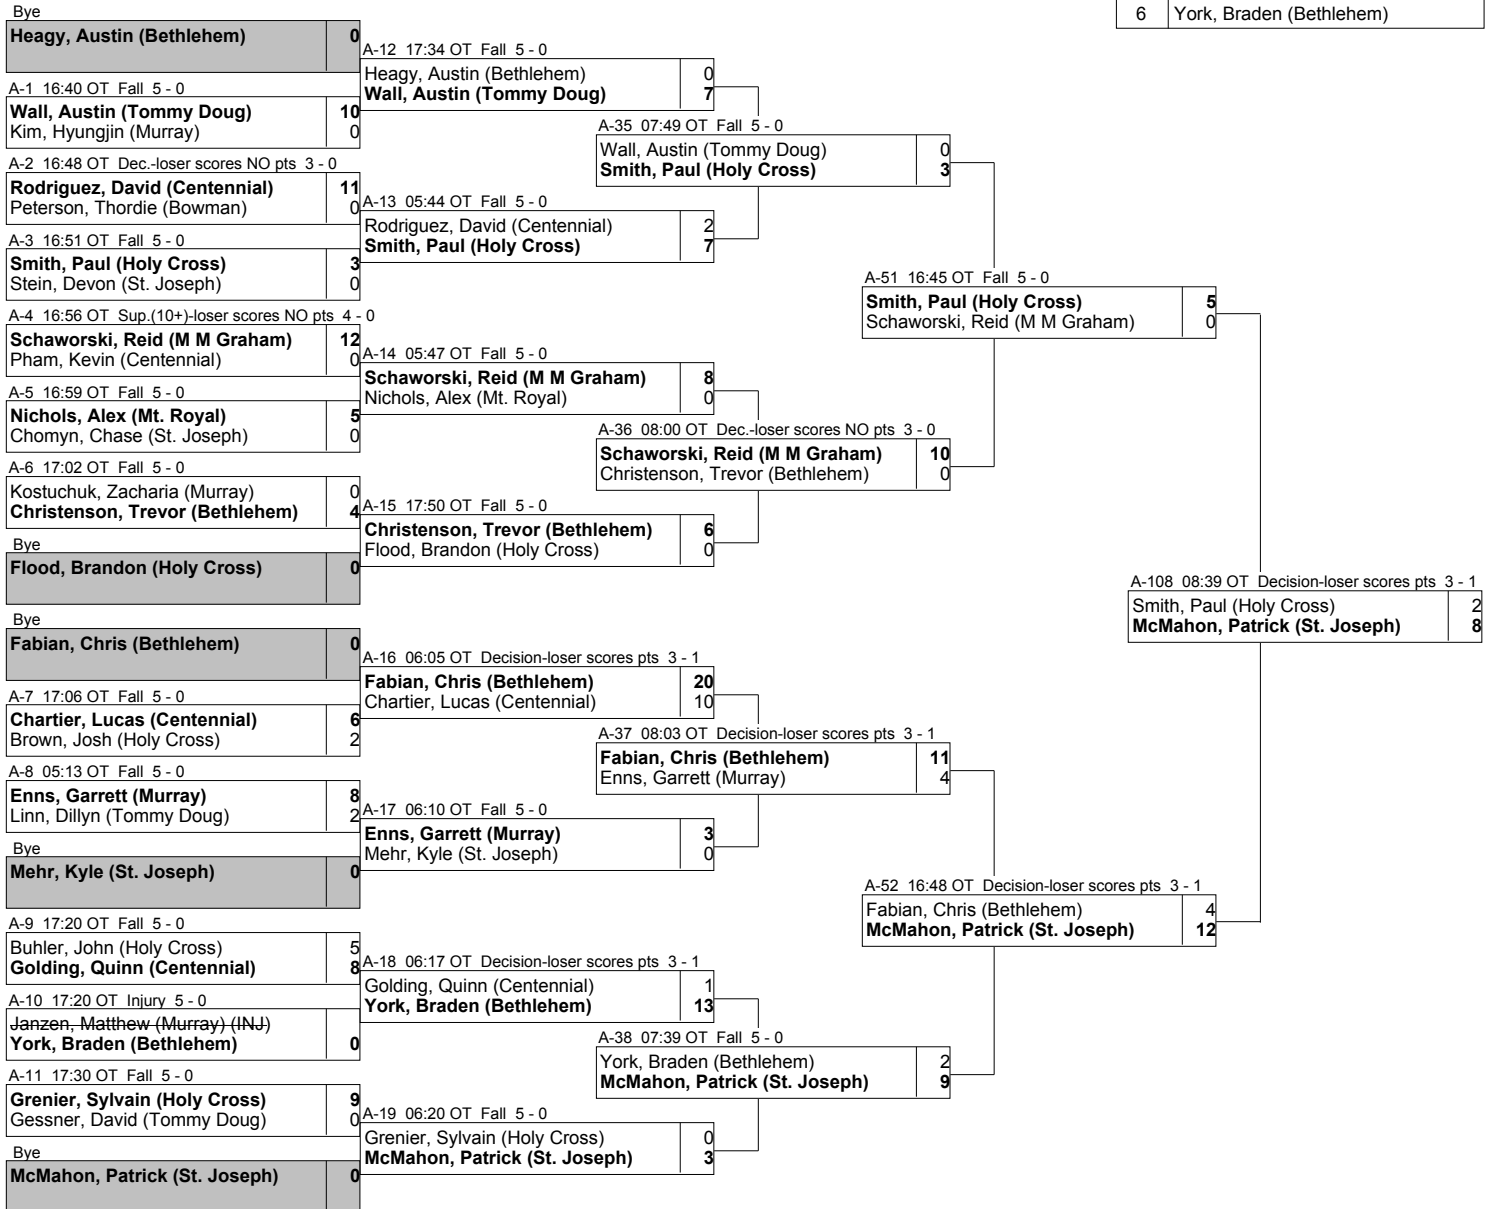 6 York, Braden (Bethlehem)
Bye
Heagy, Austin (Bethlehem) 0
A-1 16:40 OT Fall 5 - 0
Wall, Austin (Tommy Doug) 10
Kim, Hyungjin (Murray) 0
A-2 16:48 OT Dec.-loser scores NO pts 3 - 0
Rodriguez, David (Centennial) 11
Peterson, Thordie (Bowman) 0
A-3 16:51 OT Fall 5 - 0
Smith, Paul (Holy Cross) 3
Stein, Devon (St. Joseph) 0
A-4 16:56 OT Sup.(10+)-loser scores NO pts 4 - 0
Schaworski, Reid (M M Graham) 12
Pham, Kevin (Centennial) 0
A-5 16:59 OT Fall 5 - 0
Nichols, Alex (Mt. Royal) 5
Chomyn, Chase (St. Joseph) 0
A-6 17:02 OT Fall 5 - 0
Kostuchuk, Zacharia (Murray) 0
Christenson, Trevor (Bethlehem) 4
Bye
Flood, Brandon (Holy Cross) 0
Bye
Fabian, Chris (Bethlehem) 0
A-7 17:06 OT Fall 5 - 0
Chartier, Lucas (Centennial) 6
Brown, Josh (Holy Cross) 2
A-8 05:13 OT Fall 5 - 0
Enns, Garrett (Murray) 8
Linn, Dillyn (Tommy Doug) 2
Bye
Mehr, Kyle (St. Joseph) 0
A-9 17:20 OT Fall 5 - 0
Buhler, John (Holy Cross) 5
Golding, Quinn (Centennial) 8
A-10 17:20 OT Injury 5 - 0
Janzen, Matthew (Murray) (INJ)
York, Braden (Bethlehem) 0
A-11 17:30 OT Fall 5 - 0
Grenier, Sylvain (Holy Cross) 9
Gessner, David (Tommy Doug) 0
Bye
McMahon, Patrick (St. Joseph) 0
A-12 17:34 OT Fall 5 - 0
Heagy, Austin (Bethlehem) 0
Wall, Austin (Tommy Doug) 7
A-13 05:44 OT Fall 5 - 0
Rodriguez, David (Centennial) 2
Smith, Paul (Holy Cross) 7
A-14 05:47 OT Fall 5 - 0
Schaworski, Reid (M M Graham) 8
Nichols, Alex (Mt. Royal) 0
A-15 17:50 OT Fall 5 - 0
Christenson, Trevor (Bethlehem) 6
Flood, Brandon (Holy Cross) 0
A-16 06:05 OT Decision-loser scores pts 3 - 1
Fabian, Chris (Bethlehem) 20
Chartier, Lucas (Centennial) 10
A-17 06:10 OT Fall 5 - 0
Enns, Garrett (Murray) 3
Mehr, Kyle (St. Joseph) 0
A-18 06:17 OT Decision-loser scores pts 3 - 1
Golding, Quinn (Centennial) 1
York, Braden (Bethlehem) 13
A-19 06:20 OT Fall 5 - 0
Grenier, Sylvain (Holy Cross) 0
McMahon, Patrick (St. Joseph) 3
A-35 07:49 OT Fall 5 - 0
Wall, Austin (Tommy Doug) 0
Smith, Paul (Holy Cross) 3
A-36 08:00 OT Dec.-loser scores NO pts 3 - 0
Schaworski, Reid (M M Graham) 10
Christenson, Trevor (Bethlehem) 0
A-37 08:03 OT Decision-loser scores pts 3 - 1
Fabian, Chris (Bethlehem) 11
Enns, Garrett (Murray) 4
A-38 07:39 OT Fall 5 - 0
York, Braden (Bethlehem) 2
McMahon, Patrick (St. Joseph) 9
A-51 16:45 OT Fall 5 - 0
Smith, Paul (Holy Cross) 5
Schaworski, Reid (M M Graham) 0
A-52 16:48 OT Decision-loser scores pts 3 - 1
Fabian, Chris (Bethlehem) 4
McMahon, Patrick (St. Joseph) 12
A-108 08:39 OT Decision-loser scores pts 3 - 1
Smith, Paul (Holy Cross) 2
McMahon, Patrick (St. Joseph) 8